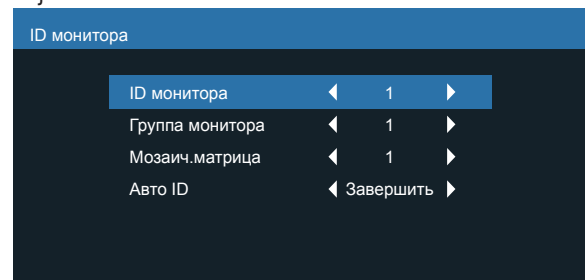 ID монитора
ID монитора 1
Группа монитора 1
Мозаич.матрица 1
Авто ID Завершить